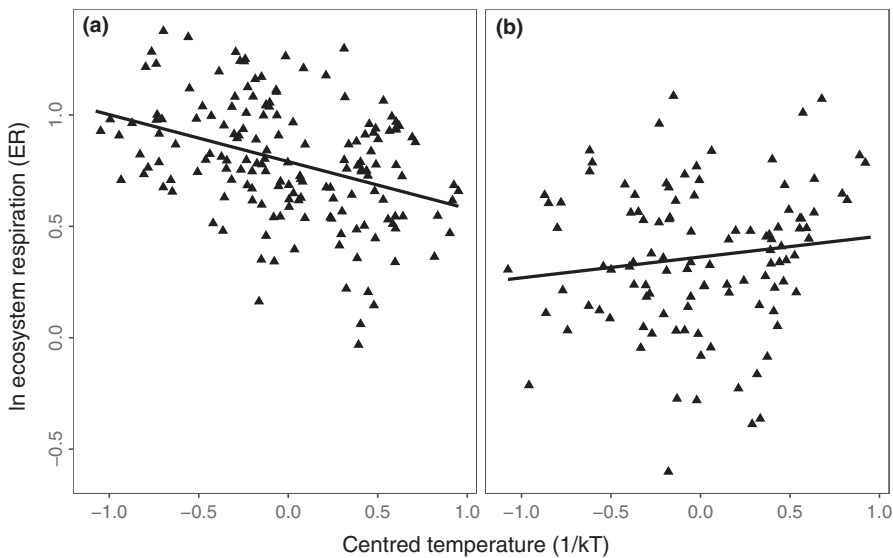 (a)
(b)
ln ecosystem respiration (ER)
1.0
0.5
0.0
−0.5
−1.0 −0.5 0.0 0.5 1.0
−1.0 −0.5 0.0 0.5 1.0
Centred temperature (1/kT)